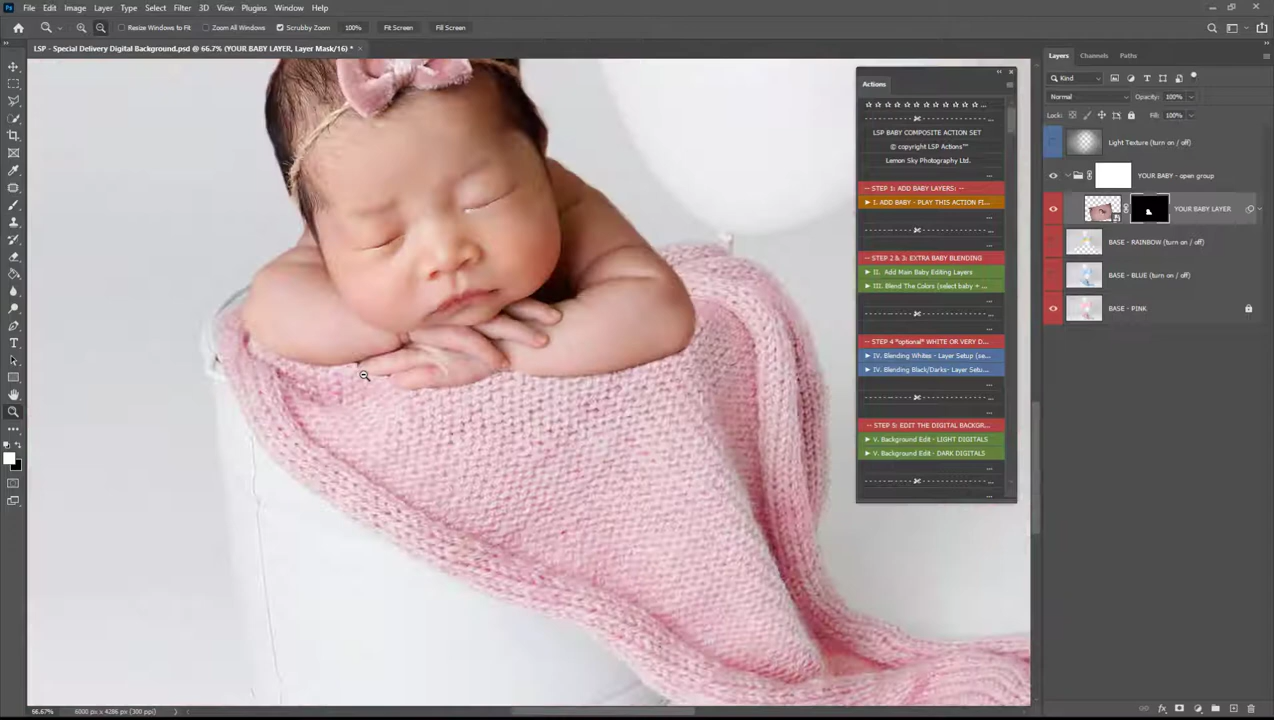 File Edit Image Layer Type Select Filter 3D View Plugins Window Help
Resize Windows to Fit Zoom All Windows Scrubby Zoom 100% Fit Screen Fill Screen
LSP - Special Delivery Digital Background.psd @ 66.7% (YOUR BABY LAYER, Layer Mask/16) *
Actions
LSP BABY COMPOSITE ACTION SET
© copyright LSP Actions™
Lemon Sky Photography Ltd.
-- STEP 1: ADD BABY LAYERS: --
I. ADD BABY - PLAY THIS ACTION FI...
STEP 2 & 3: EXTRA BABY BLENDING
II. Add Main Baby Editing Layers
III. Blend The Colors (select baby + ...
STEP 4 *optional* WHITE OR VERY D...
IV. Blending Whites - Layer Setup (se...
IV. Blending Black/Darks- Layer Setu...
-- STEP 5: EDIT THE DIGITAL BACKGR...
V. Background Edit - LIGHT DIGITALS
V. Background Edit - DARK DIGITALS
Layers Channels Paths
Kind
Normal Opacity: 100%
Lock: Fill: 100%
Light Texture (turn on / off)
YOUR BABY - open group
YOUR BABY LAYER
BASE - RAINBOW (turn on / off)
BASE - BLUE (turn on / off)
BASE - PINK
66.67% 6000 px x 4286 px (300 ppi)